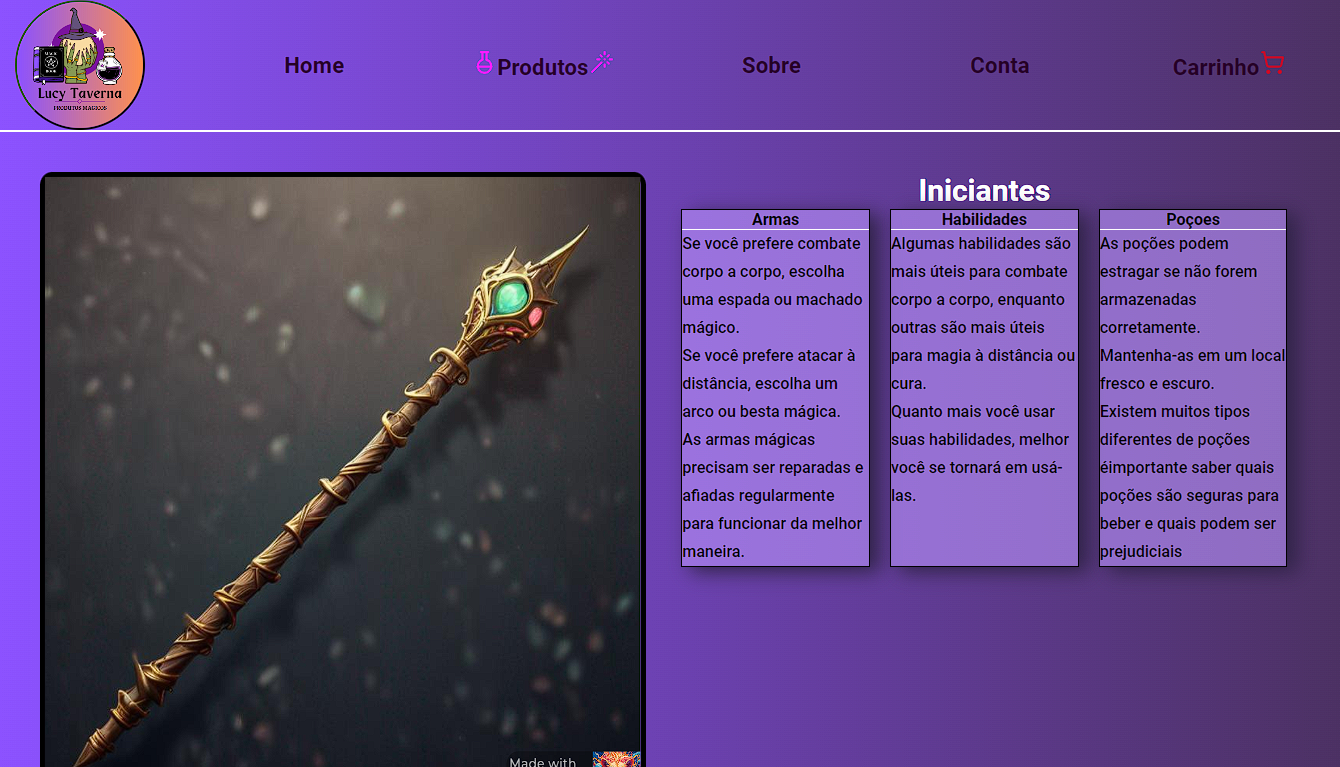 MAGIC
BOOK
Lucy Taverna
PRODUTOS MAGICOS
Home
Produtos
Sobre
Conta
Carrinho
Iniciantes
Armas
Se você prefere combate
corpo a corpo, escolha
uma espada ou machado
mágico.
Se você prefere atacar à
distância, escolha um
arco ou besta mágica.
As armas mágicas
precisam ser reparadas e
afiadas regularmente
para funcionar da melhor
maneira.
Habilidades
Algumas habilidades são
mais úteis para combate
corpo a corpo, enquanto
outras são mais úteis
para magia à distância ou
cura.
Quanto mais você usar
suas habilidades, melhor
você se tornará em usá-
las.
Poçoes
As poções podem
estragar se não forem
armazenadas
corretamente.
Mantenha-as em um local
fresco e escuro.
Existem muitos tipos
diferentes de poções
éimportante saber quais
poções são seguras para
beber e quais podem ser
prejudiciais
Made with